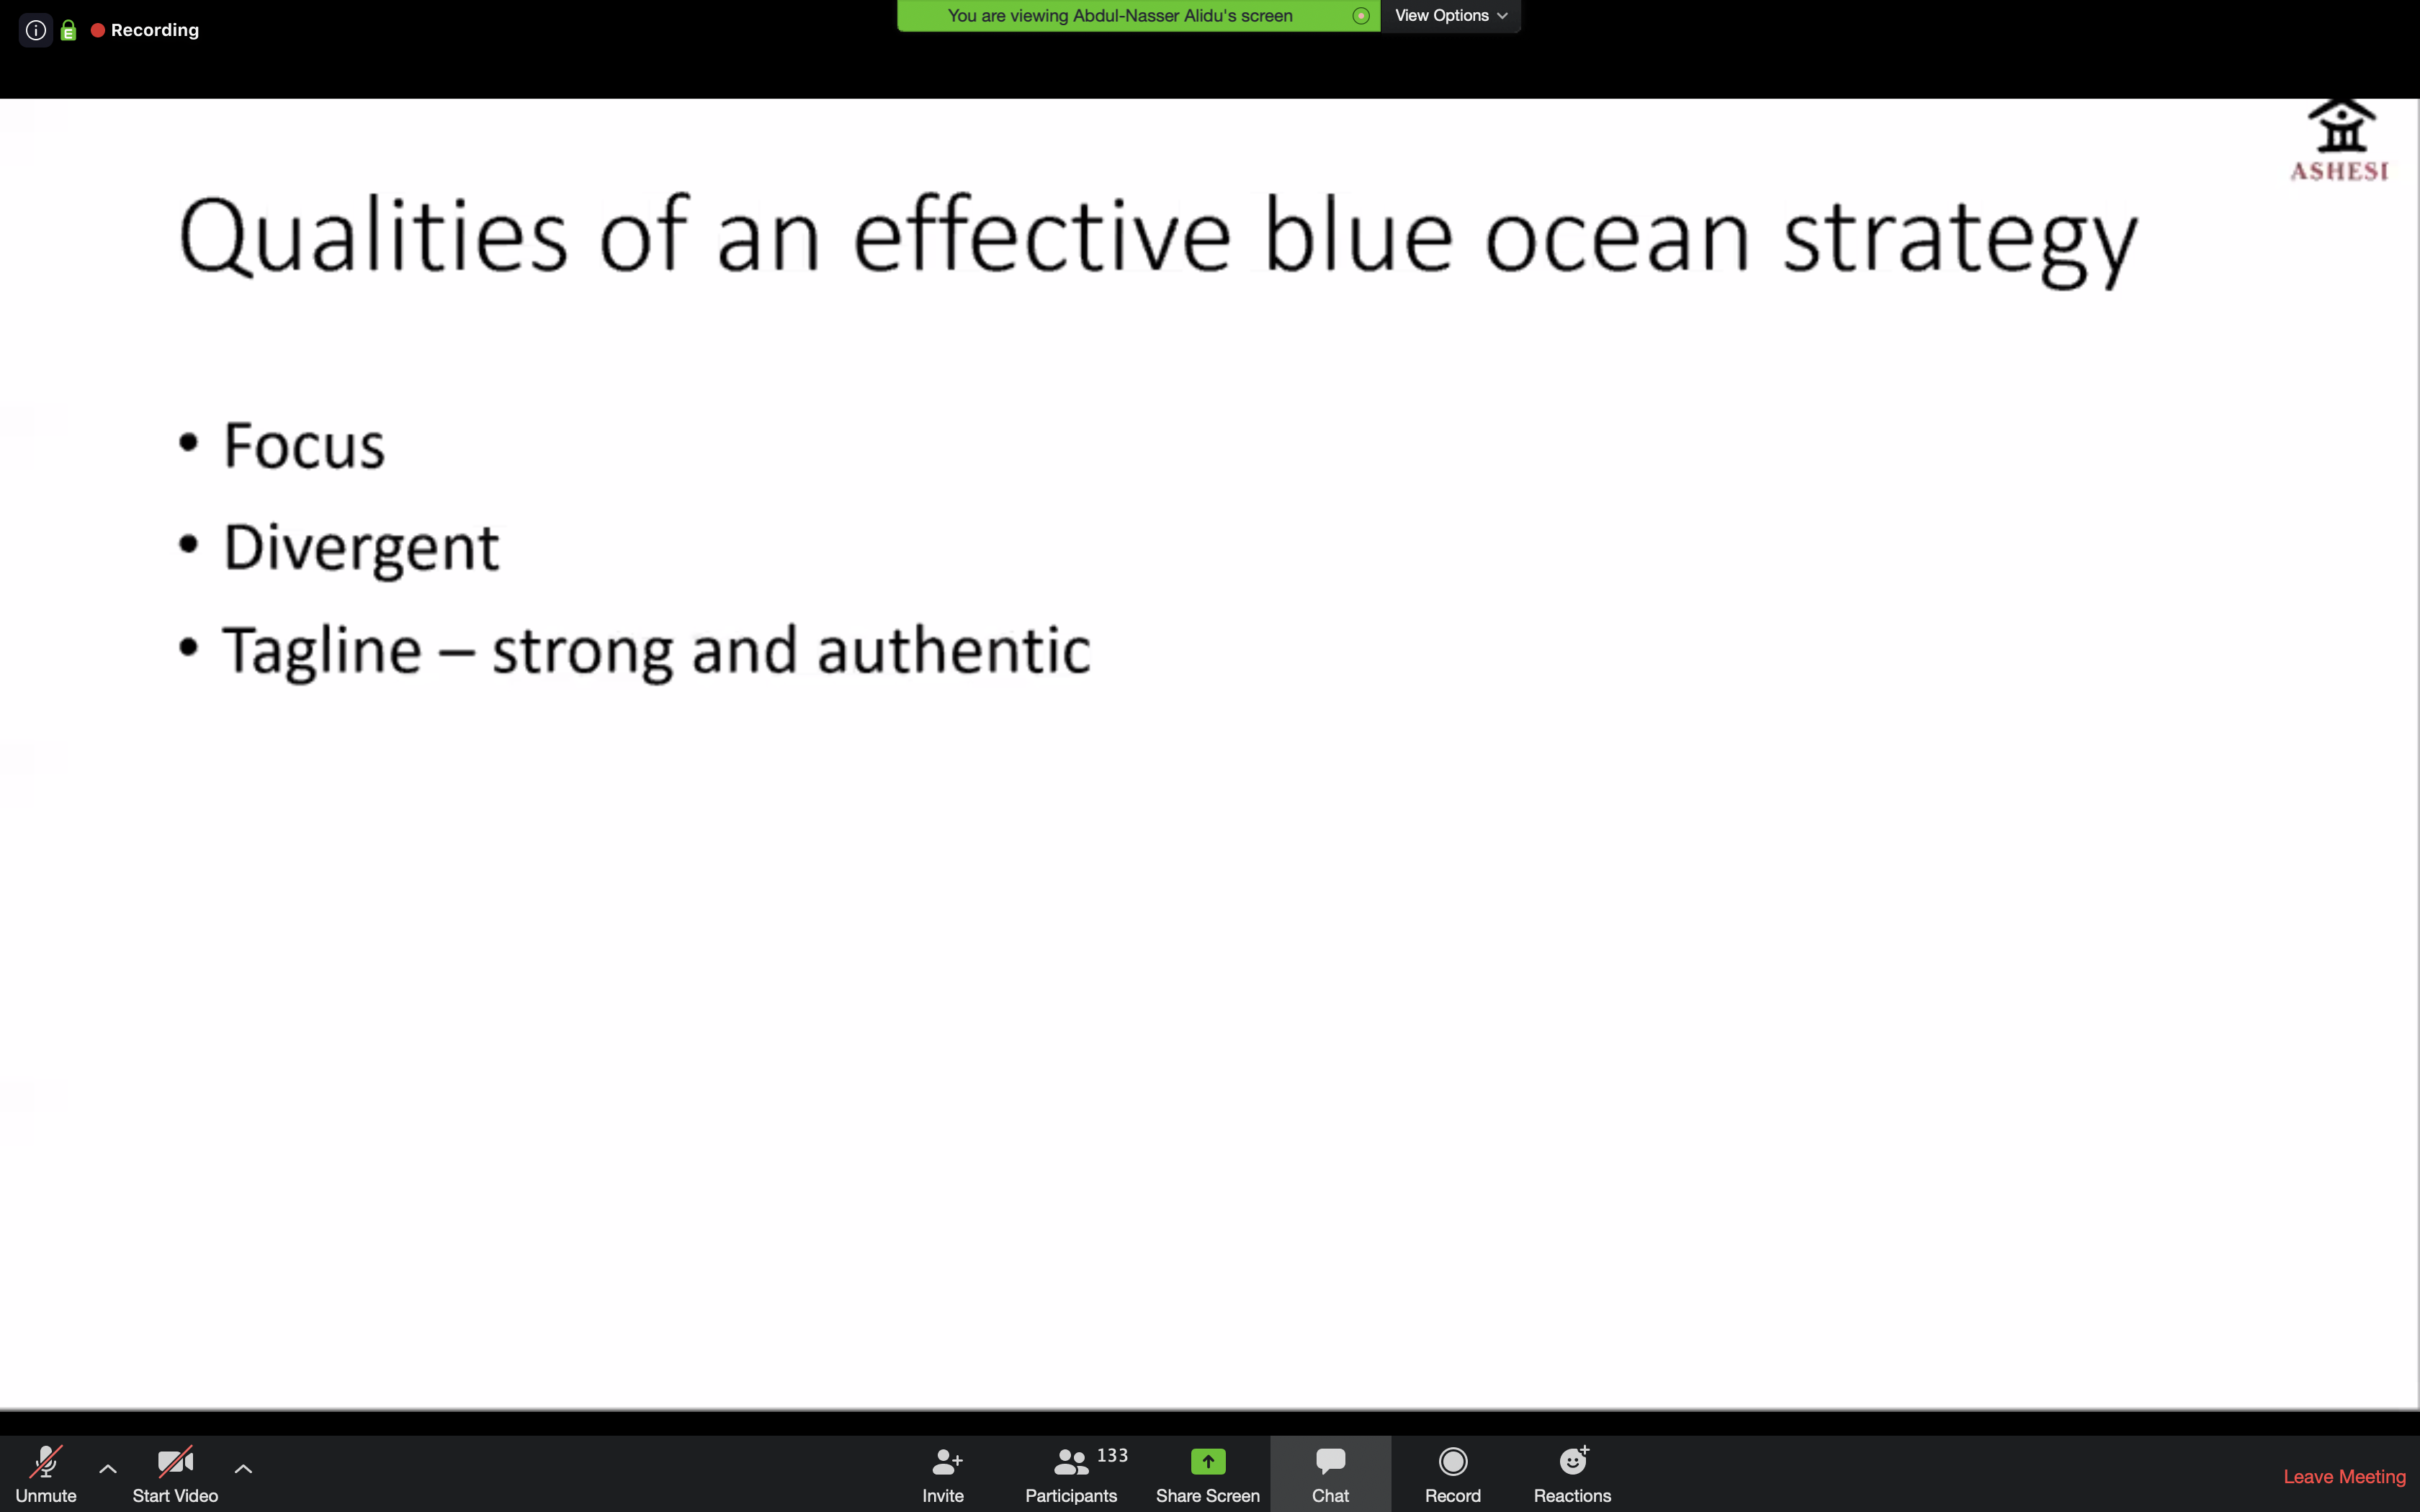 Recording
You are viewing Abdul-Nasser Alidu's screen
View Options
ASHESI
Qualities of an effective blue ocean strategy
• Focus
• Divergent
• Tagline – strong and authentic
Unmute
Start Video
Invite
133
Participants
Share Screen
Chat
Record
Reactions
Leave Meeting